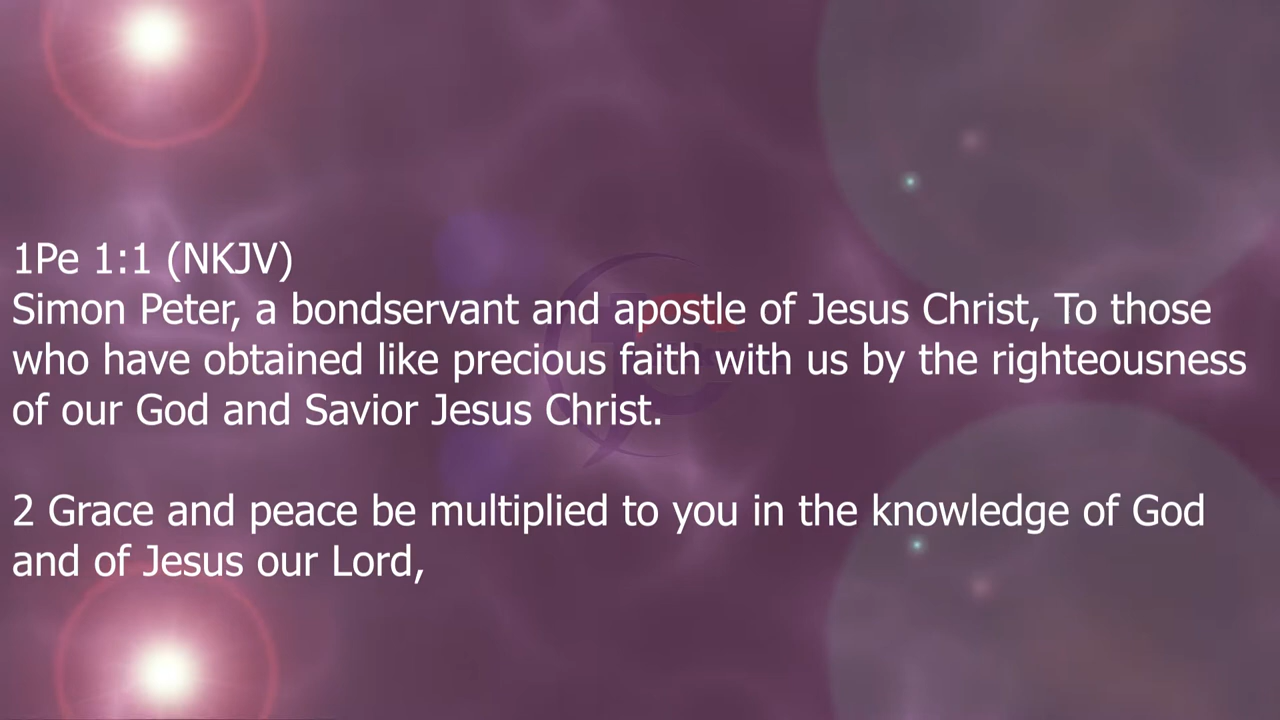 1Pe 1:1 (NKJV)
Simon Peter, a bondservant and apostle of Jesus Christ, To those
who have obtained like precious faith with us by the righteousness
of our God and Savior Jesus Christ.
2 Grace and peace be multiplied to you in the knowledge of God
and of Jesus our Lord,